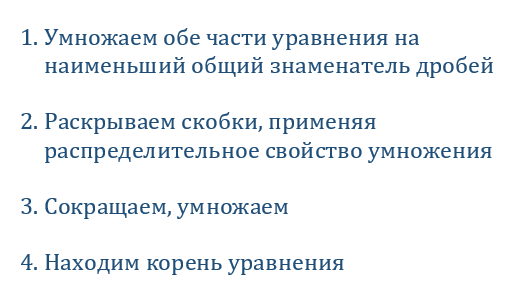 1. Умножаем обе части уравнения на
наименьший общий знаменатель дробей
2. Раскрываем скобки, применяя
распределительное свойство умножения
3. Сокращаем, умножаем
4. Находим корень уравнения